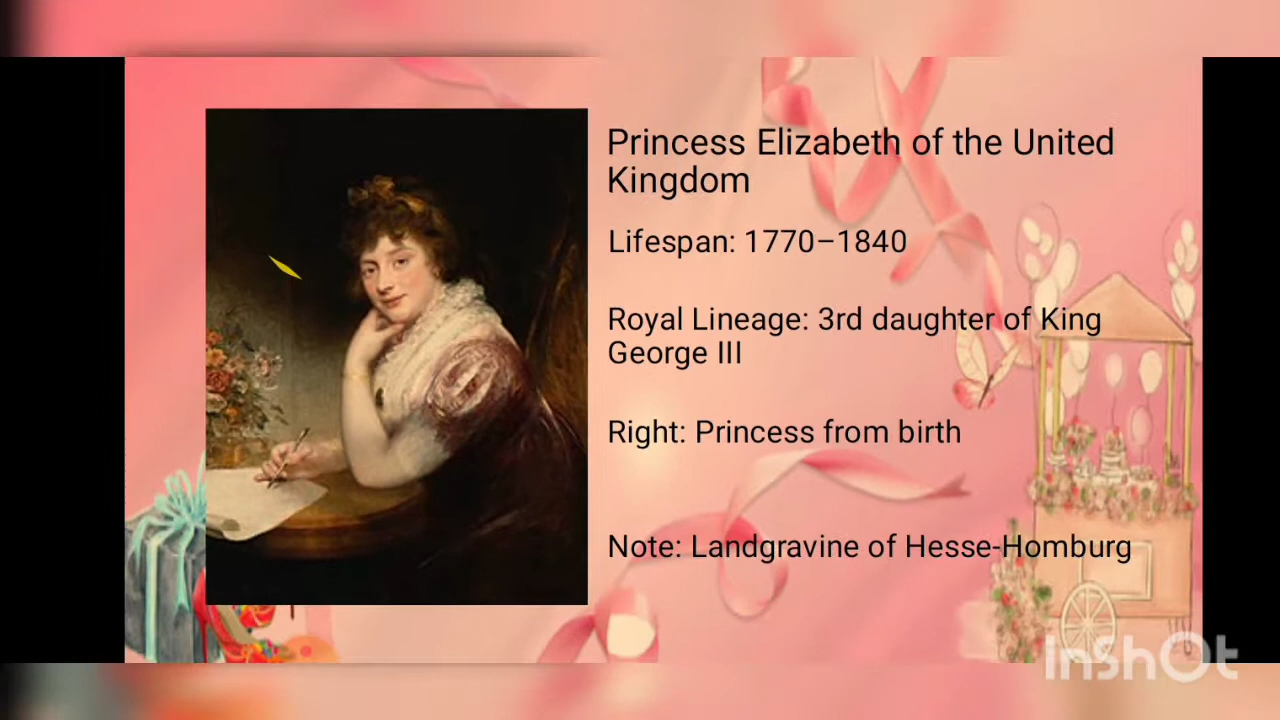 Princess Elizabeth of the United
Kingdom
Lifespan: 1770–1840
Royal Lineage: 3rd daughter of King
George III
Right: Princess from birth
Note: Landgravine of Hesse-Homburg
InShOt